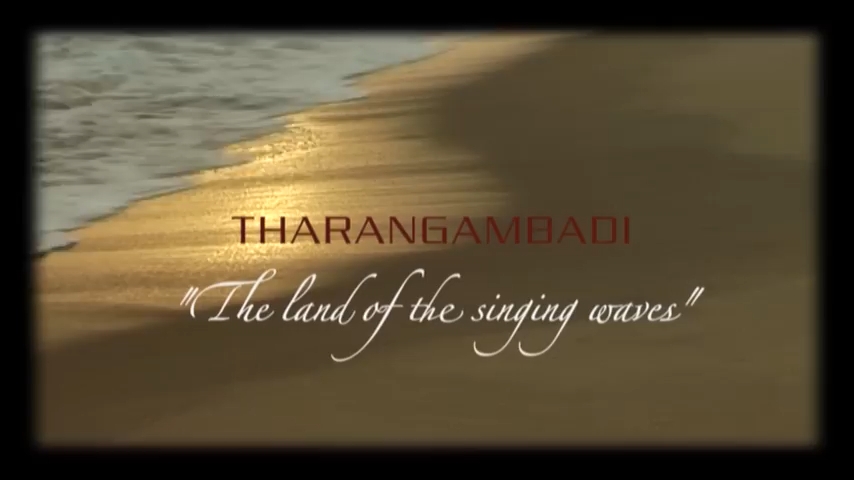 THARANGAMBADI
"The land of the singing waves"